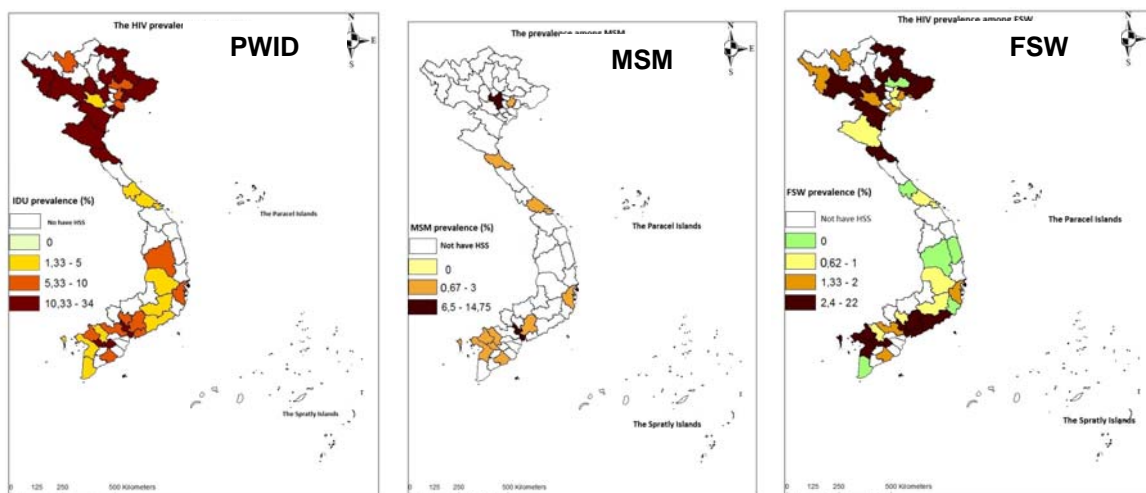 The HIV prevale
PWID
N
E
S
IDU prevalence (%)
No have HSS
0
1,33 - 5
5,33 - 10
10,33 - 34
The Paracel Islands
The Spratly Islands
0 125 250 500 Kilometers
The prevalence among MSM
MSM
N
E
S
MSM prevalence (%)
Not have HSS
0
0,67 - 3
6,5 - 14,75
The Paracel Islands
The Spratly Islands
0 125 250 500 Kilometers
The HIV prevalence among FSW
FSW
N
E
S
FSW prevalence (%)
Not have HSS
0
0,62 - 1
1,33 - 2
2,4 - 22
The Paracel Islands
The Spratly Islands
0 125 250 500 Kilometers